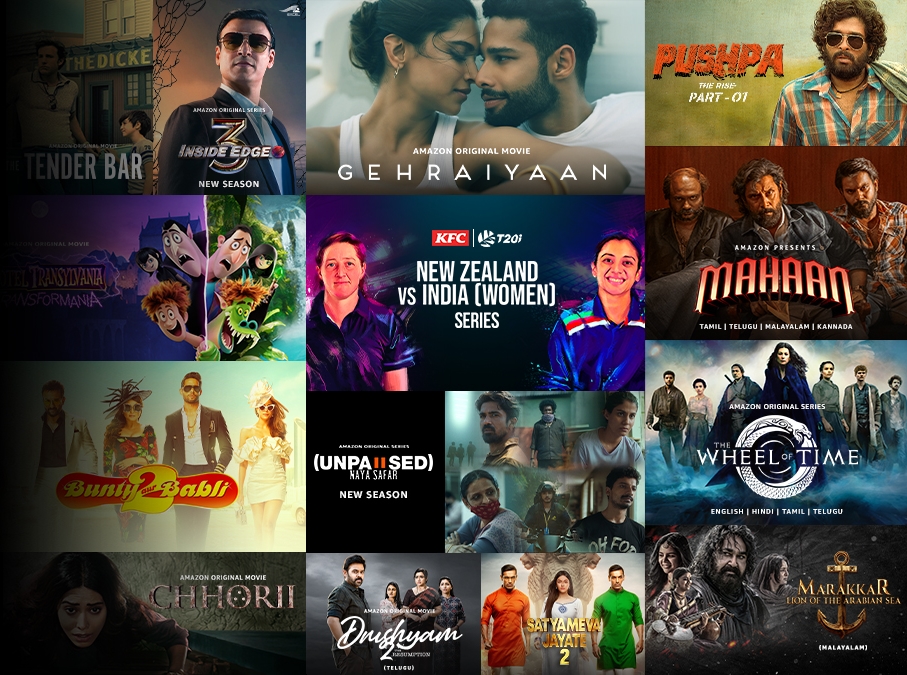 THE DICKE
TENDER BAR
AMAZON ORIGINAL SERIES
3
INSIDE EDGE
NEW SEASON
AMAZON ORIGINAL MOVIE
GEHRAIYAAN
PUSHPA
THE RISE-
PART - 01
AMAZON ORIGINAL MOVIE
TRANSYLVANIA
KFC
T20i
NEW ZEALAND
VS INDIA (WOMEN)
SERIES
AMAZON PRESENTS
MAHAAN
TAMIL | TELUGU | MALAYALAM | KANNADA
AMAZON ORIGINAL SERIES
THE
WHEEL OF TIME
ENGLISH | HINDI | TAMIL | TELUGU
Bunty aur Babli
2
AMAZON ORIGINAL SERIES
(UNPAUSED)
NAYA SAFAR
NEW SEASON
AMAZON ORIGINAL MOVIE
CHHORII
AMAZON ORIGINAL MOVIE
Drushyam
2 RESUMPTION
(TELUGU)
SATYAMEVA
JAYATE
2
MARAKKAR
LION OF THE ARABIAN SEA
(MALAYALAM)